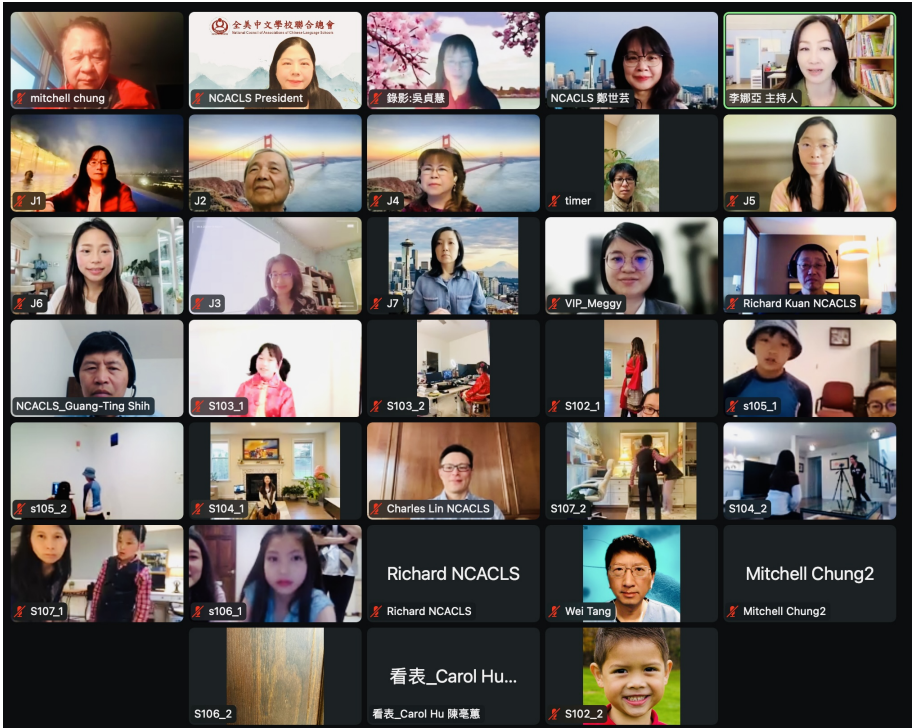 mitchell chung
全美中文學校聯合總會
National Council of Associations of Chinese Language Schools
NCACLS President
錄影:吳貞慧
NCACLS 鄭世芸
李娜亞 主持人
J1
J2
J4
timer
J5
J6
J3
J7
VIP_Meggy
Richard Kuan NCACLS
NCACLS_Guang-Ting Shih
S103_1
S103_2
S102_1
s105_1
s105_2
S104_1
Charles Lin NCACLS
S107_2
S104_2
S107_1
s106_1
Richard NCACLS
Richard NCACLS
Wei Tang
Mitchell Chung2
Mitchell Chung2
S106_2
看表_Carol Hu...
看表_Carol Hu 陳亳蕙
S102_2